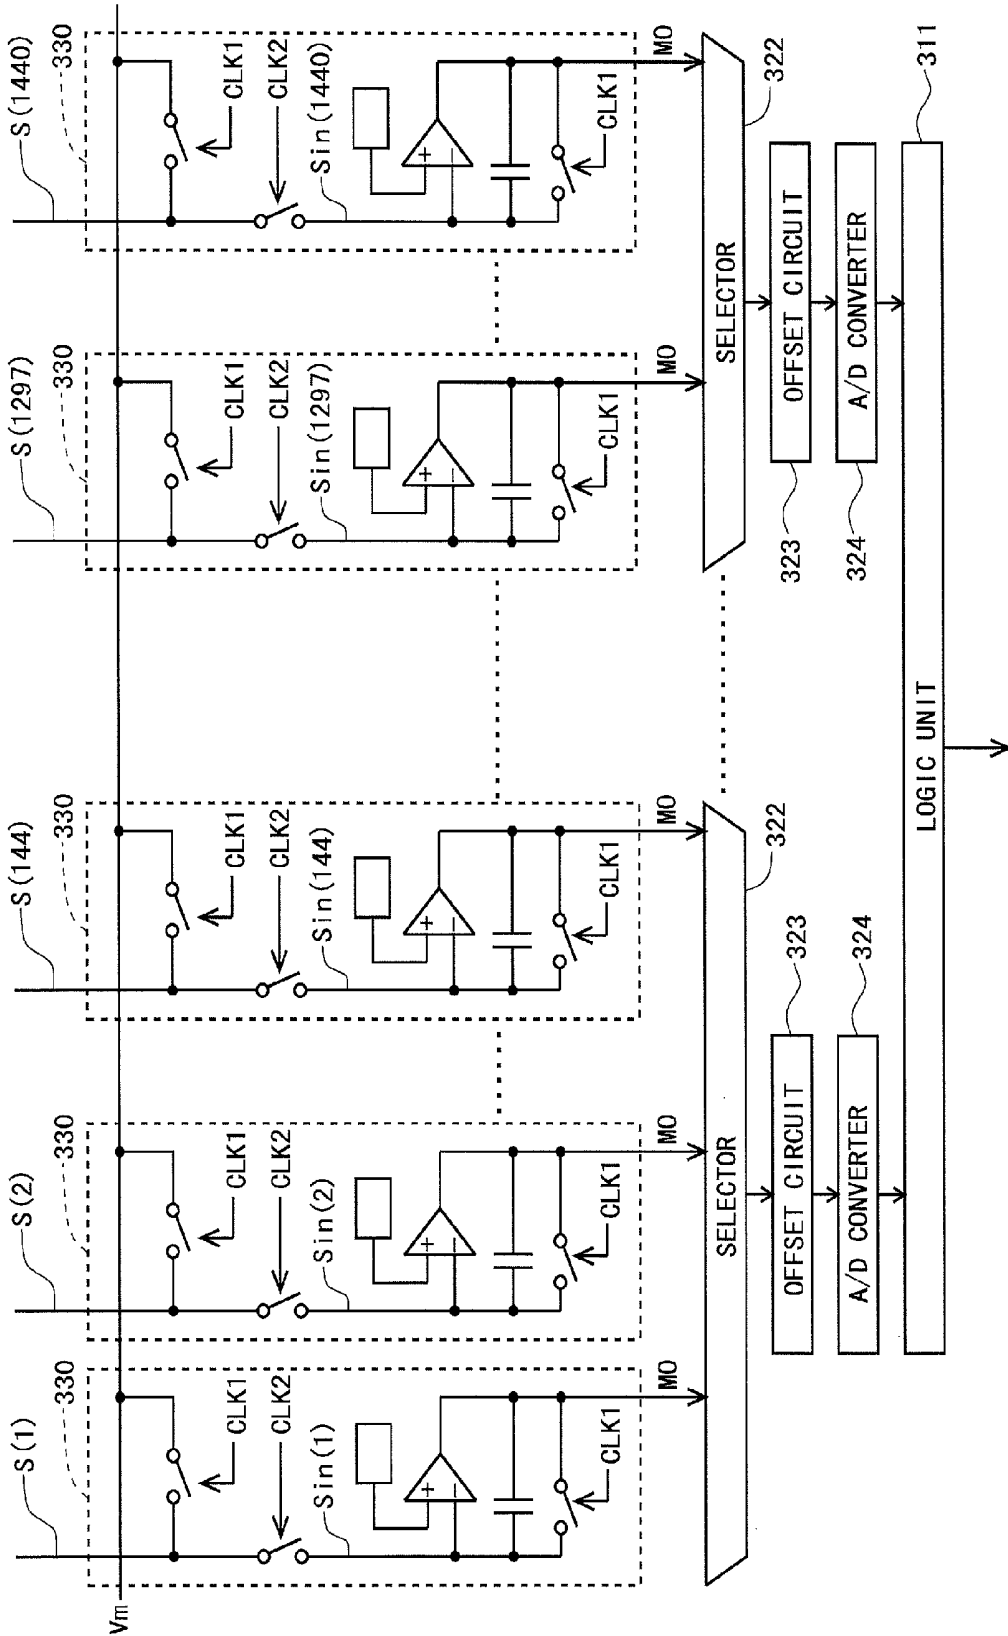 S(1)
S(2)
S(144)
S(1297)
S(1440)
330
330
330
330
330
Vm
CLK1
CLK1
CLK1
CLK1
CLK1
CLK2
CLK2
CLK2
CLK2
CLK2
Sin(1)
Sin(2)
Sin(144)
Sin(1297)
Sin(1440)
+
+
+
+
+
−
−
−
−
−
CLK1
CLK1
CLK1
CLK1
CLK1
MO
MO
MO
MO
MO
SELECTOR
322
SELECTOR
322
OFFSET CIRCUIT
323
323
OFFSET CIRCUIT
A/D CONVERTER
324
324
A/D CONVERTER
LOGIC UNIT
311